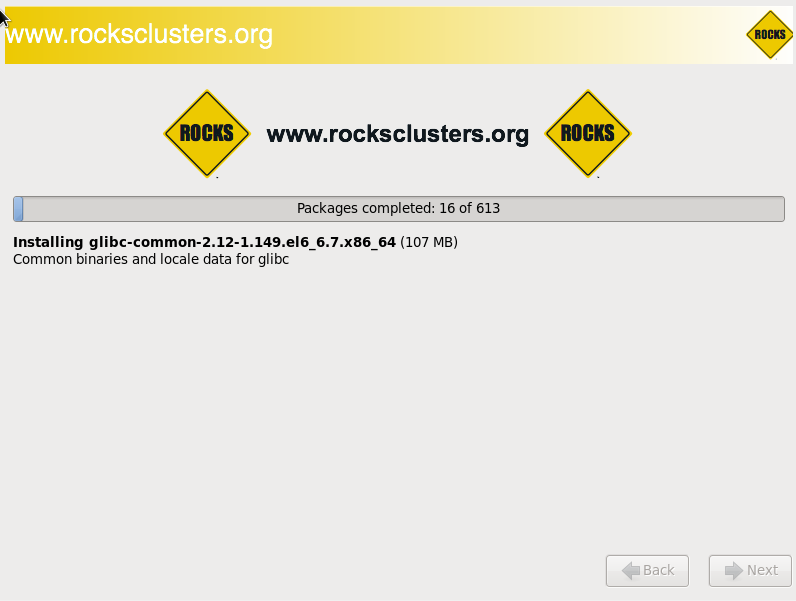 www.rocksclusters.org ROCKS
ROCKS www.rocksclusters.org ROCKS
Packages completed: 16 of 613
Installing glibc-common-2.12-1.149.el6_6.7.x86_64 (107 MB)
Common binaries and locale data for glibc
Back Next